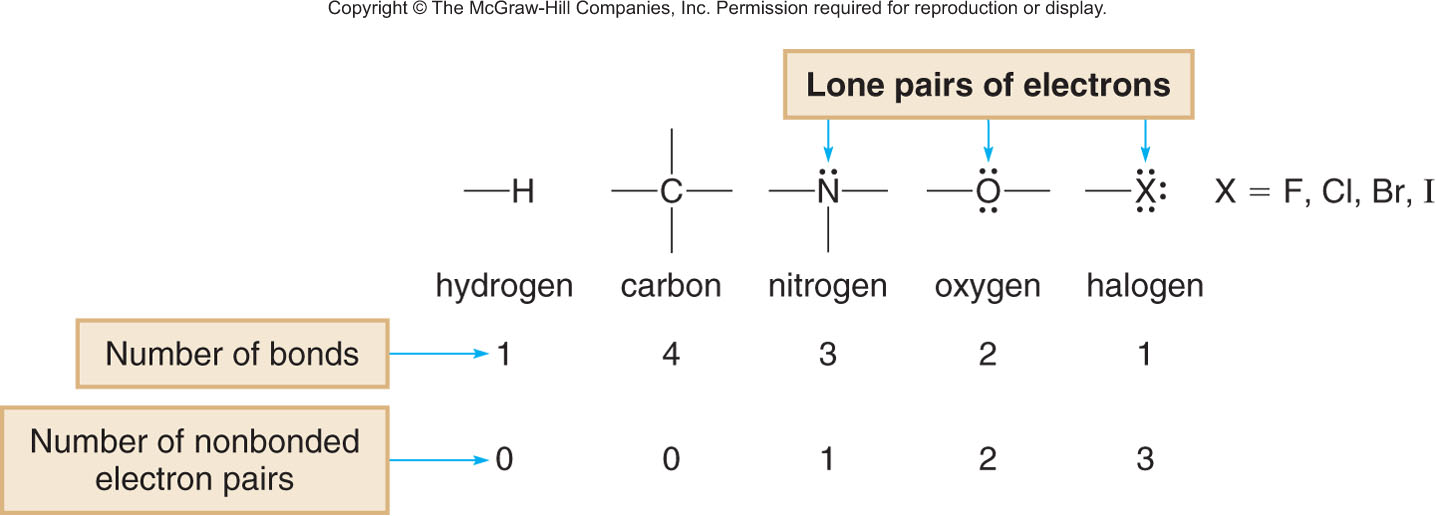 Copyright © The McGraw-Hill Companies, Inc. Permission required for reproduction or display.
Lone pairs of electrons
H C N O X: X = F, Cl, Br, I
hydrogen carbon nitrogen oxygen halogen
Number of bonds 1 4 3 2 1
Number of nonbonded
electron pairs 0 0 1 2 3